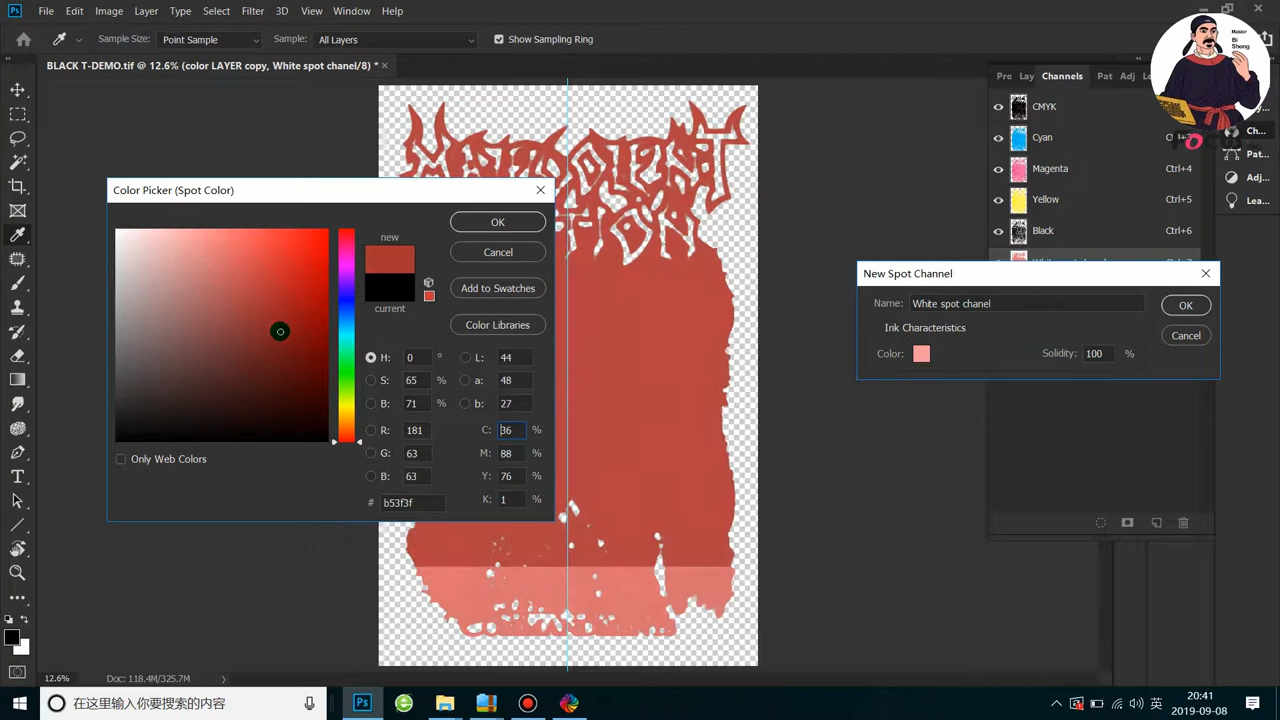 Ps File Edit Image Layer Type Select Filter 3D View Window Help
Sample Size: Point Sample Sample: All Layers Show Sampling Ring
BLACK T-DEMO.tif @ 12.6% (color LAYER copy, White spot chanel/8) * ×
Master
Bi
Sheng
Channels Pat Adj
CMYK
Cyan
Magenta Ctrl+4
Yellow Ctrl+5
Black Ctrl+6
Ch...
Pat...
Adj...
Lea...
Color Picker (Spot Color)
new
current
OK
Cancel
Add to Swatches
Color Libraries
H: 0 °
S: 65 %
B: 71 %
R: 181
G: 63
B: 63
# b53f3f
L: 44
a: 48
b: 27
C: 36 %
M: 88 %
Y: 76 %
K: 1 %
Only Web Colors
New Spot Channel
Name: White spot chanel
OK
Ink Characteristics
Cancel
Color:
Solidity: 100 %
12.6% Doc: 118.4M/325.7M
在这里输入你要搜索的内容
Ps
英
20:41
2019-09-08